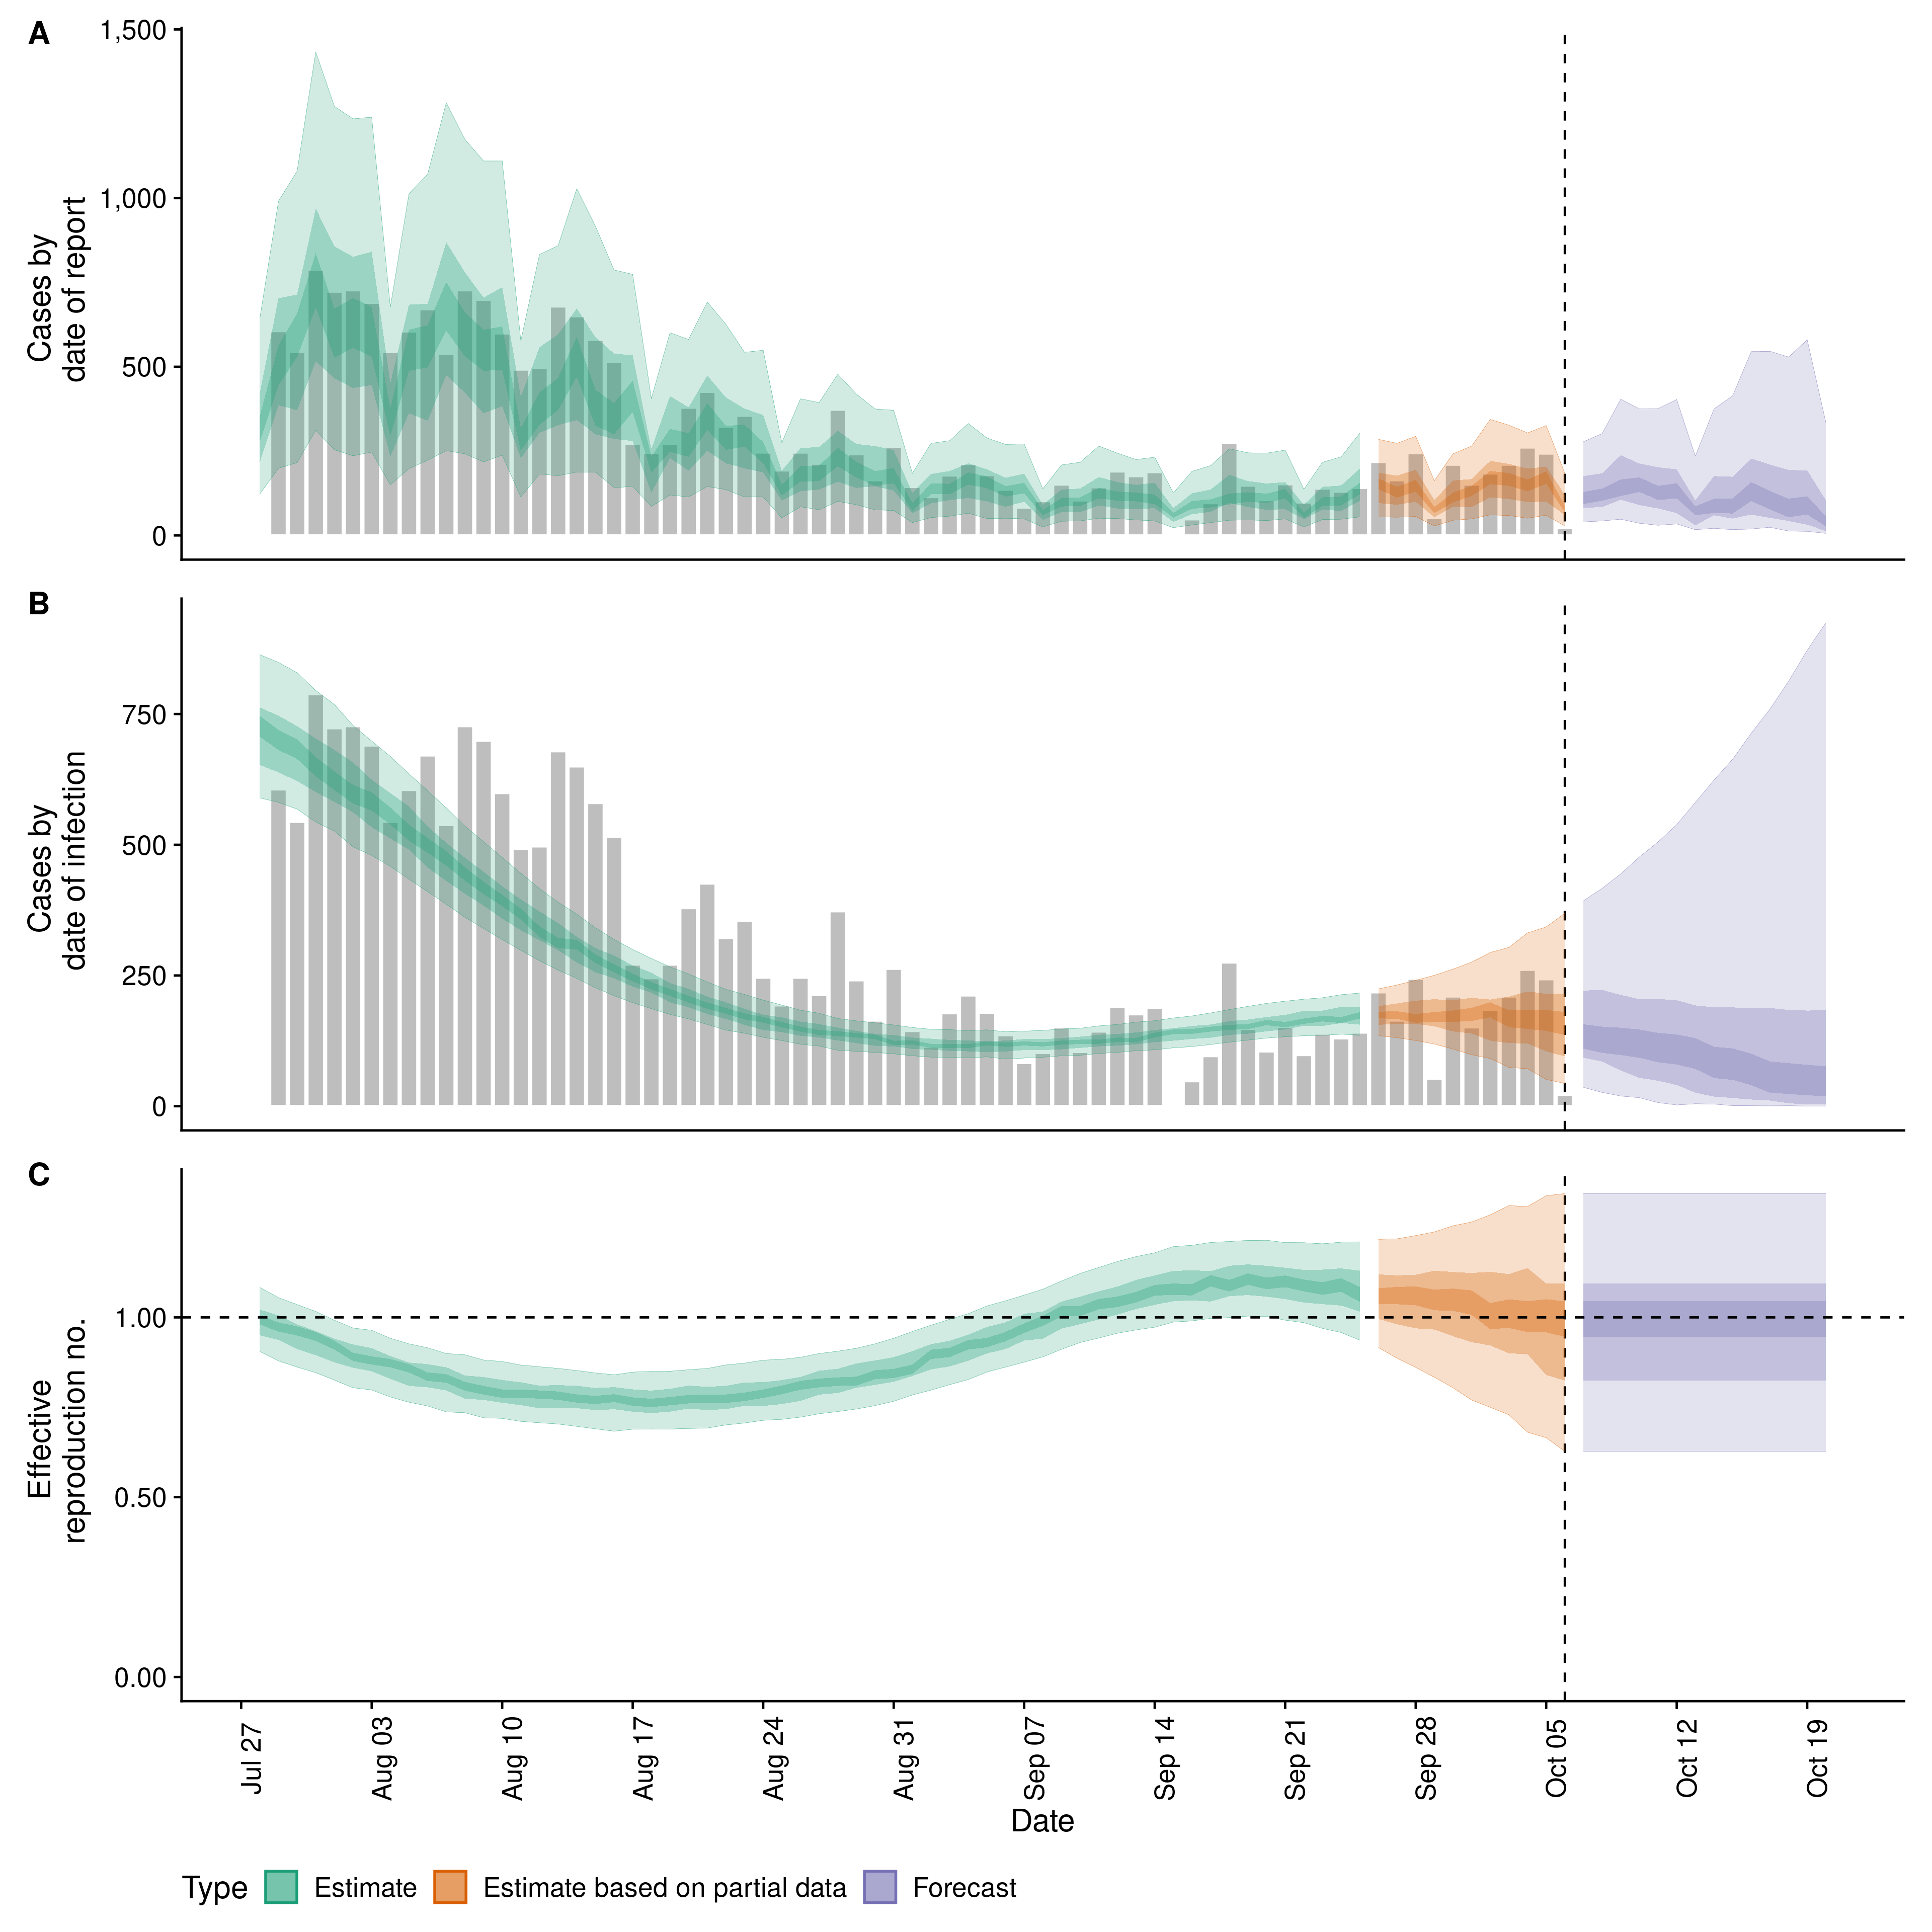 A
1,500
1,000
500
0
Cases by
date of report
B
750
500
250
0
Cases by
date of infection
C
1.00
0.50
0.00
Effective
reproduction no.
Jul 27
Aug 03
Aug 10
Aug 17
Aug 24
Aug 31
Sep 07
Sep 14
Sep 21
Sep 28
Oct 05
Oct 12
Oct 19
Date
Type Estimate Estimate based on partial data Forecast